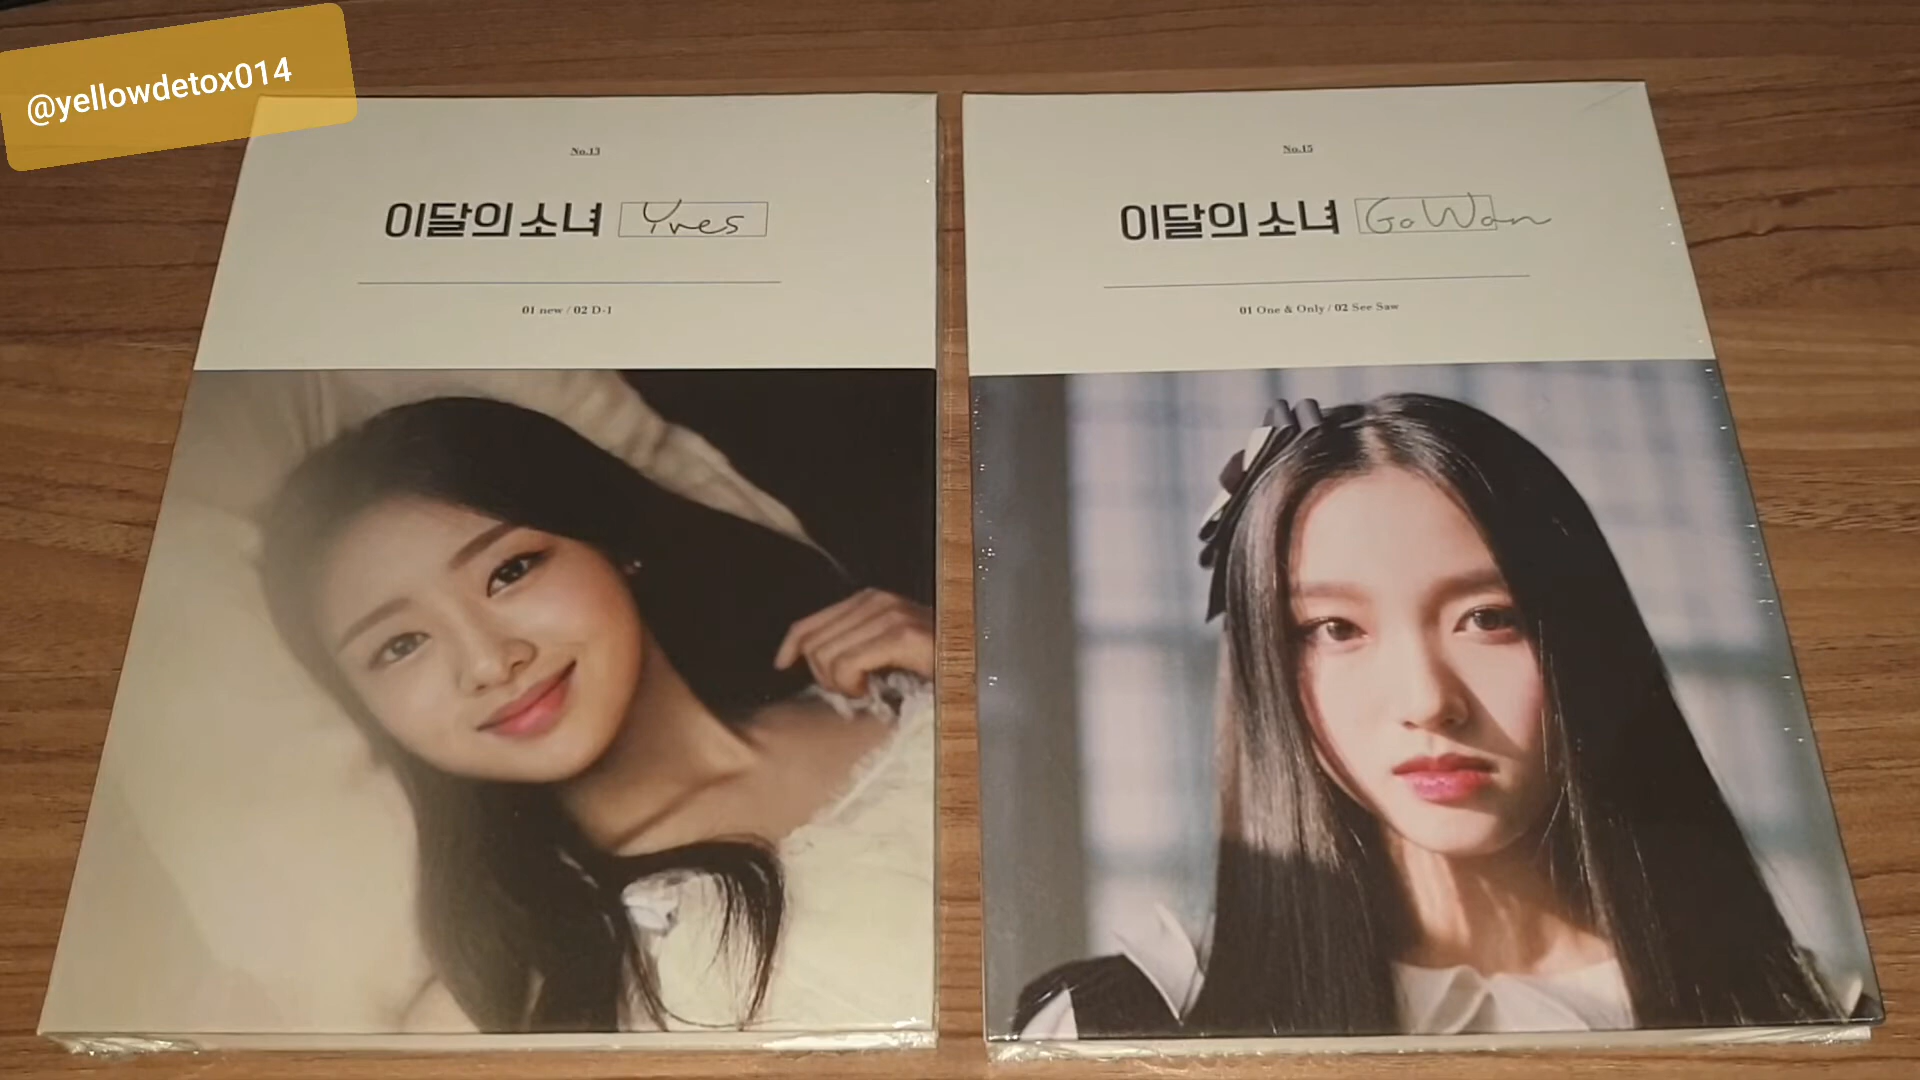 @yellowdetox014
No.13
이달의 소녀 Yves
01 new / 02 D-1
No.15
이달의 소녀 GoWon
01 One & Only / 02 See Saw